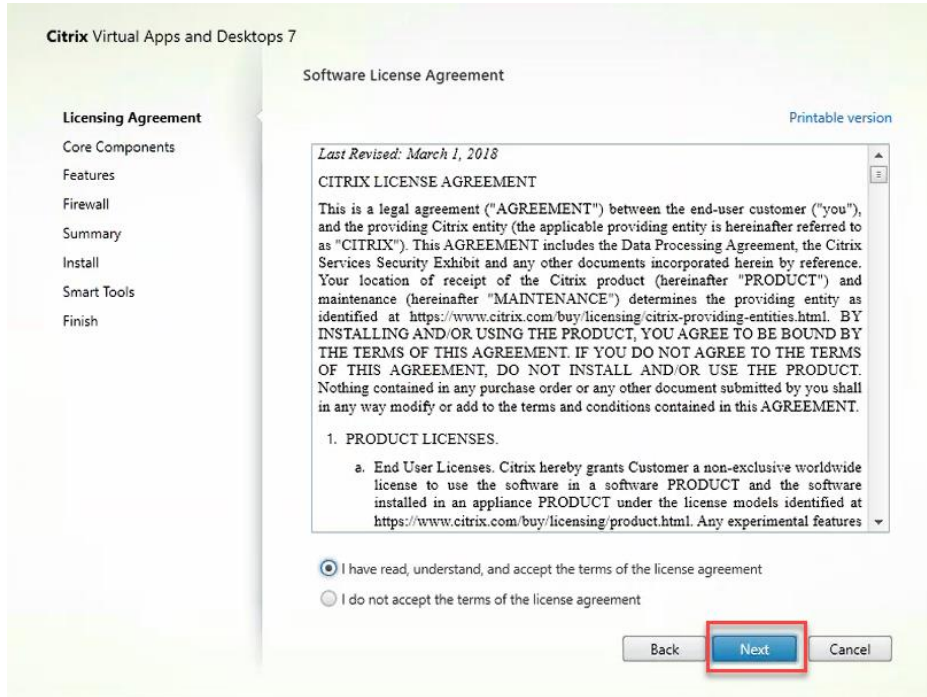 Citrix Virtual Apps and Desktops 7
Licensing Agreement
Core Components
Features
Firewall
Summary
Install
Smart Tools
Finish
Software License Agreement
Printable version
Last Revised: March 1, 2018
CITRIX LICENSE AGREEMENT
This is a legal agreement ("AGREEMENT") between the end-user customer ("you"),
and the providing Citrix entity (the applicable providing entity is hereinafter referred to
as "CITRIX"). This AGREEMENT includes the Data Processing Agreement, the Citrix
Services Security Exhibit and any other documents incorporated herein by reference.
Your location of receipt of the Citrix product (hereinafter "PRODUCT") and
maintenance (hereinafter "MAINTENANCE") determines the providing entity as
identified at https://www.citrix.com/buy/licensing/citrix-providing-entities.html. BY
INSTALLING AND/OR USING THE PRODUCT, YOU AGREE TO BE BOUND BY
THE TERMS OF THIS AGREEMENT. IF YOU DO NOT AGREE TO THE TERMS
OF THIS AGREEMENT, DO NOT INSTALL AND/OR USE THE PRODUCT.
Nothing contained in any purchase order or any other document submitted by you shall
in any way modify or add to the terms and conditions contained in this AGREEMENT.
1. PRODUCT LICENSES.
a. End User Licenses. Citrix hereby grants Customer a non-exclusive worldwide
license to use the software in a software PRODUCT and the software
installed in an appliance PRODUCT under the license models identified at
https://www.citrix.com/buy/licensing/product.html. Any experimental features
I have read, understand, and accept the terms of the license agreement
I do not accept the terms of the license agreement
Back Next Cancel